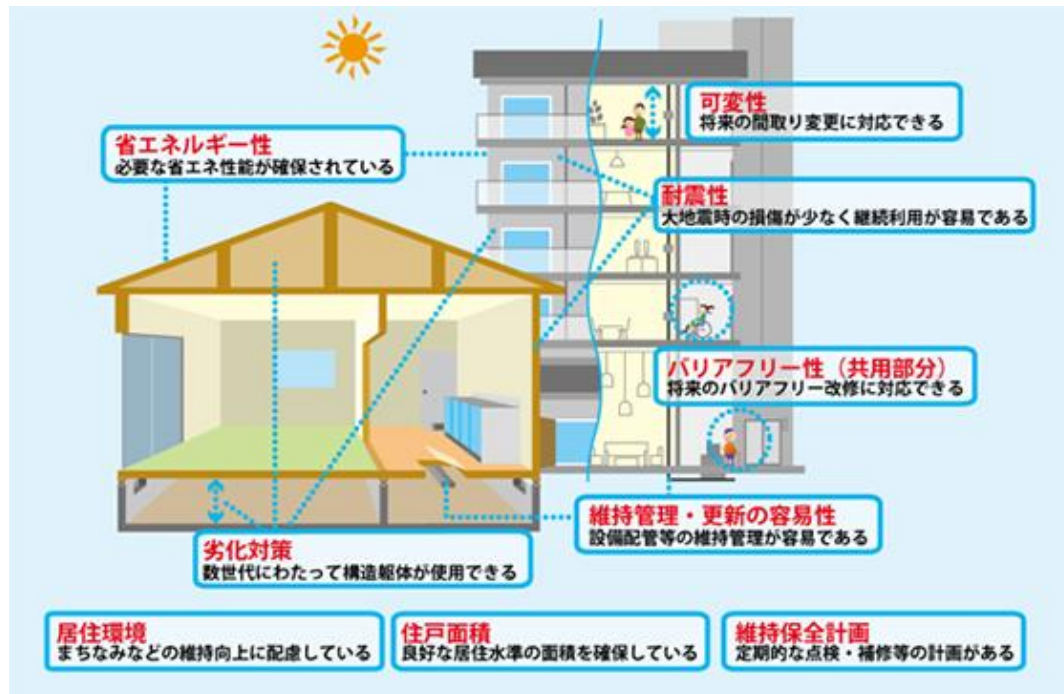 可変性
将来の間取り変更に対応できる
省エネルギー性
必要な省エネ性能が確保されている
耐震性
大地震時の損傷が少なく継続利用が容易である
バリアフリー性（共用部分）
将来のバリアフリー改修に対応できる
維持管理・更新の容易性
設備配管等の維持管理が容易である
劣化対策
数世代にわたって構造躯体が使用できる
居住環境
まちなみなどの維持向上に配慮している
住戸面積
良好な居住水準の面積を確保している
維持保全計画
定期的な点検・補修等の計画がある